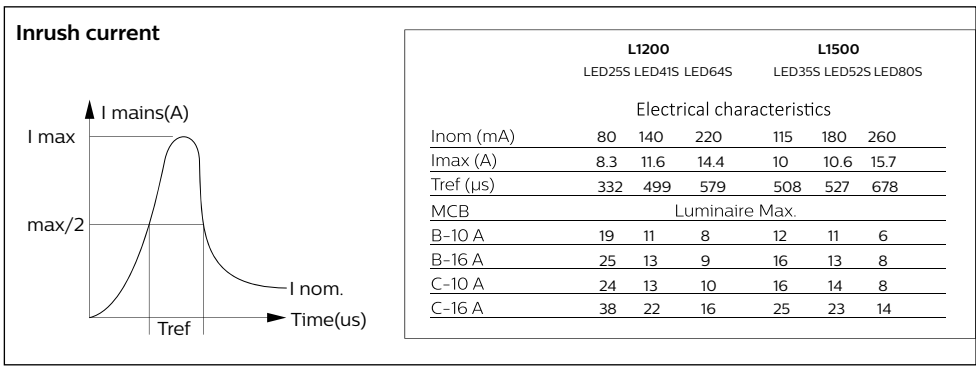 Inrush current
I mains(A)
I max
max/2
I nom.
Time(us)
Tref
L1200 L1500
LED25S LED41S LED64S LED35S LED52S LED80S
Electrical characteristics
Inom (mA) 80 140 220 115 180 260
Imax (A) 8.3 11.6 14.4 10 10.6 15.7
Tref (µs) 332 499 579 508 527 678
MCB Luminaire Max.
B-10 A 19 11 8 12 11 6
B-16 A 25 13 9 16 13 8
C-10 A 24 13 10 16 14 8
C-16 A 38 22 16 25 23 14